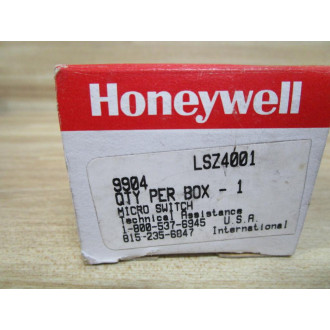 Honeywell
LSZ4001
9904
QTY PER BOX - 1
MICRO SWITCH
Technical Assistance
1-800-537-6945 U.S.A.
815-235-6847 International